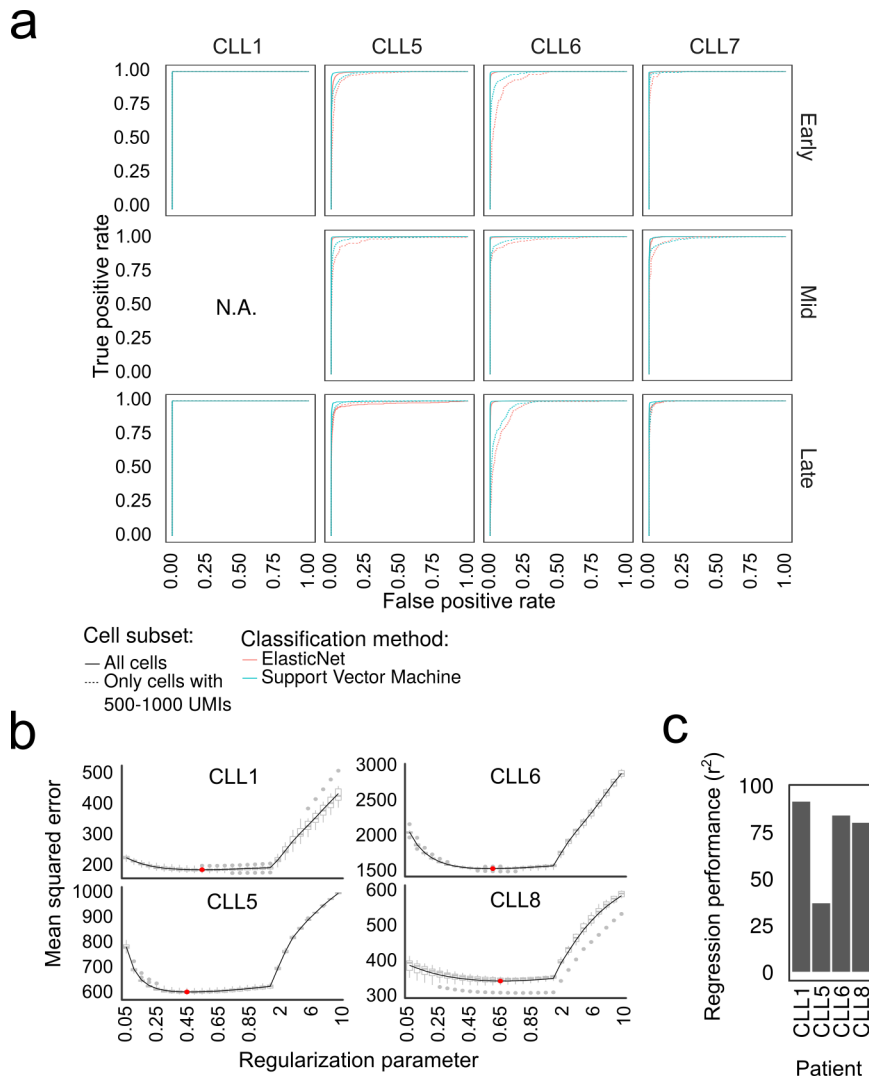 a
CLL1 CLL5 CLL6 CLL7
1.00
0.75
0.50
0.25
0.00
Early
1.00
0.75
0.50
0.25
0.00
N.A.
Mid
1.00
0.75
0.50
0.25
0.00
Late
True positive rate
0.00 0.25 0.50 0.75 1.00 0.00 0.25 0.50 0.75 1.00 0.00 0.25 0.50 0.75 1.00 0.00 0.25 0.50 0.75 1.00
False positive rate
Cell subset:
All cells
Only cells with
500-1000 UMIs
Classification method:
ElasticNet
Support Vector Machine
b
CLL1
500
400
300
200
CLL6
3000
2500
2000
1500
CLL5
1000
900
800
700
600
CLL8
600
500
400
300
Mean squared error
0.05 0.25 0.45 0.65 0.85 2 6 10 0.05 0.25 0.45 0.65 0.85 2 6 10
Regularization parameter
c
Regression performance (r²)
100
75
50
25
0
CLL1 CLL5 CLL6 CLL8
Patient